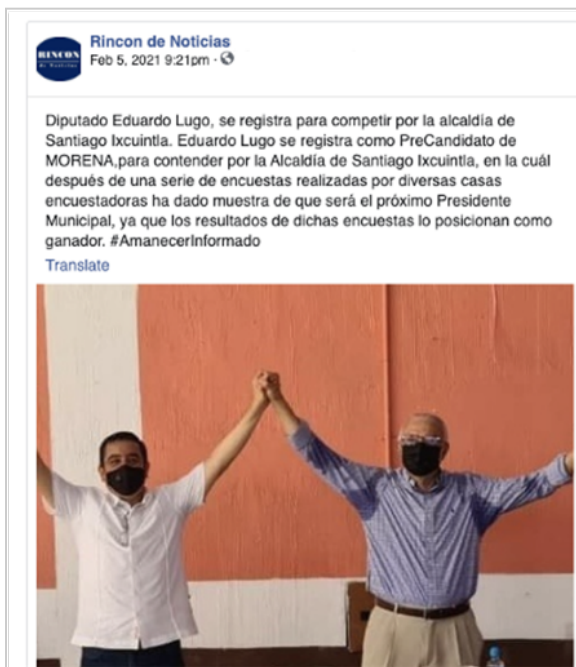 RINCON
Rincon de Noticias
Feb 5, 2021 9:21pm ·
Diputado Eduardo Lugo, se registra para competir por la alcaldía de
Santiago Ixcuintla. Eduardo Lugo se registra como PreCandidato de
MORENA,para contender por la Alcaldía de Santiago Ixcuintla, en la cuál
después de una serie de encuestas realizadas por diversas casas
encuestadoras ha dado muestra de que será el próximo Presidente
Municipal, ya que los resultados de dichas encuestas lo posicionan como
ganador. #AmanecerInformado
Translate